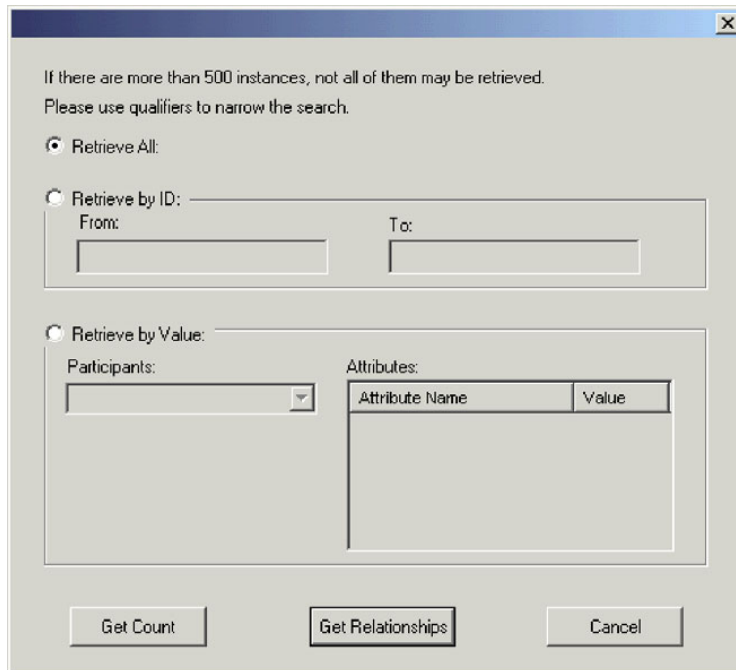 If there are more than 500 instances, not all of them may be retrieved.
Please use qualifiers to narrow the search.
Retrieve All:
Retrieve by ID:
From:
To:
Retrieve by Value:
Participants:
Attributes:
Attribute Name
Value
Get Count
Get Relationships
Cancel